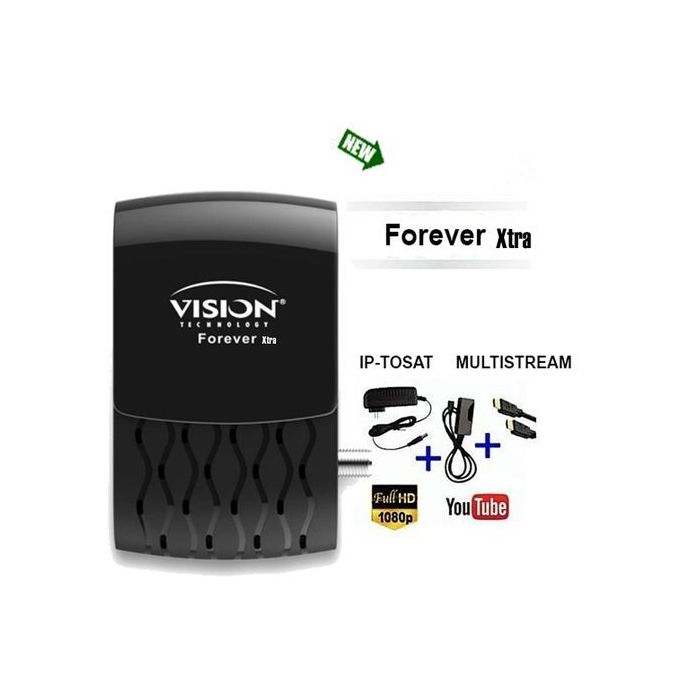 NEW
Forever Xtra
VISION®
TECHNOLOGY
Forever Xtra
IP-TOSAT MULTISTREAM
Full HD
1080p
YouTube